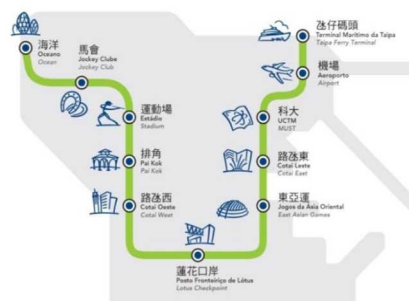 海洋
Oceano
Ocean
馬會
Jockey Clube
Jockey Club
運動場
Estádio
Stadium
排角
Pai Kok
Pai Kok
路氹西
Cotai Oeste
Cotai West
蓮花口岸
Posto Fronteiriço de Lótus
Lotus Checkpoint
東亞運
Jogos da Ásia Oriental
East Asian Games
路氹東
Cotai Leste
Cotai East
科大
UCTM
MUST
機場
Aeroporto
Airport
氹仔碼頭
Terminal Marítimo da Taipa
Taipa Ferry Terminal